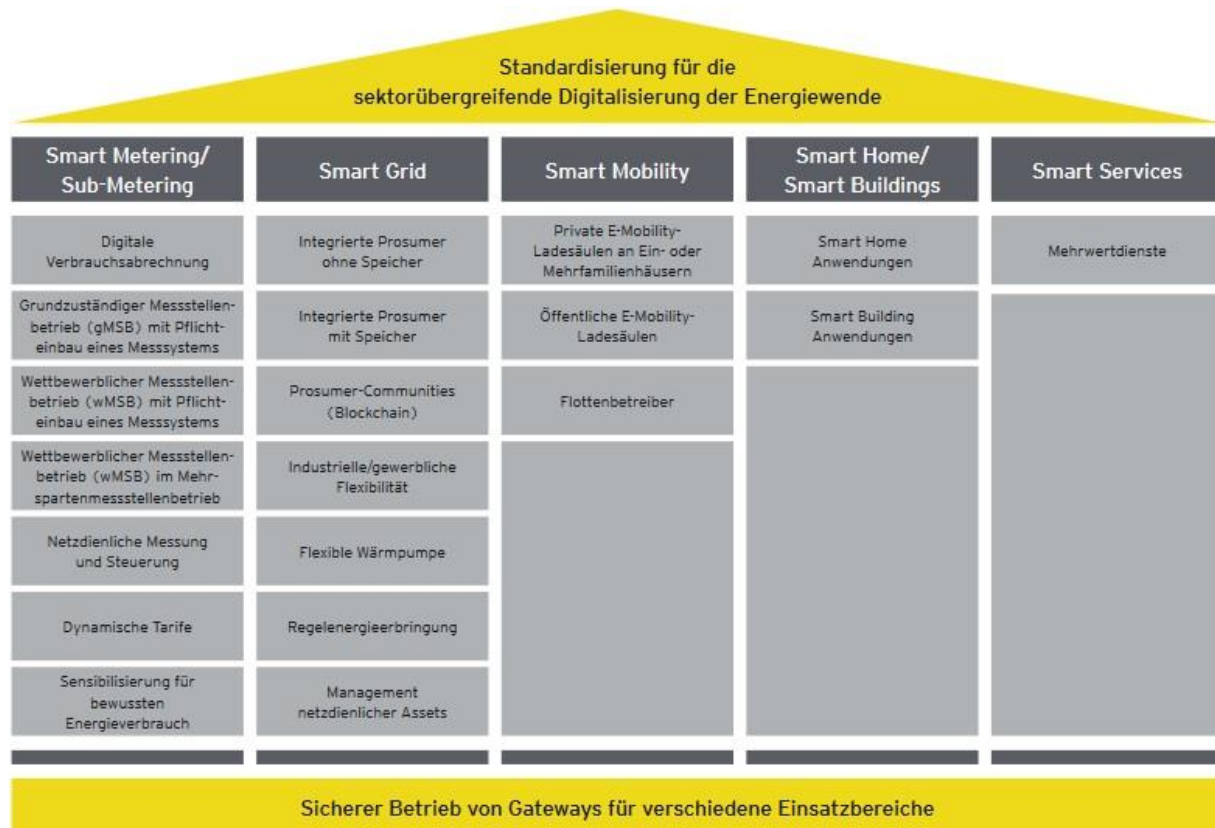 Standardisierung für die
sektorübergreifende Digitalisierung der Energiewende
Smart Metering/
Sub-Metering
Digitale
Verbrauchsabrechnung
Grundzuständiger Messstellen-
betrieb (gMSB) mit Pflicht-
einbau eines Messsystems
Wettbewerblicher Messstellen-
betrieb (wMSB) mit Pflicht-
einbau eines Messsystems
Wettbewerblicher Messstellen-
betrieb (wMSB) im Mehr-
spartenmessstellenbetrieb
Netzdienliche Messung
und Steuerung
Dynamische Tarife
Sensibilisierung für
bewussten
Energieverbrauch
Smart Grid
Integrierte Prosumer
ohne Speicher
Integrierte Prosumer
mit Speicher
Prosumer-Communities
(Blockchain)
Industrielle/gewerbliche
Flexibilität
Flexible Wärmpumpe
Regelenergieerbringung
Management
netzdienlicher Assets
Smart Mobility
Private E-Mobility-
Ladesäulen an Ein- oder
Mehrfamilienhäusern
Öffentliche E-Mobility-
Ladesäulen
Flottenbetreiber
Smart Home/
Smart Buildings
Smart Home
Anwendungen
Smart Building
Anwendungen
Smart Services
Mehrwertdienste
Sicherer Betrieb von Gateways für verschiedene Einsatzbereiche